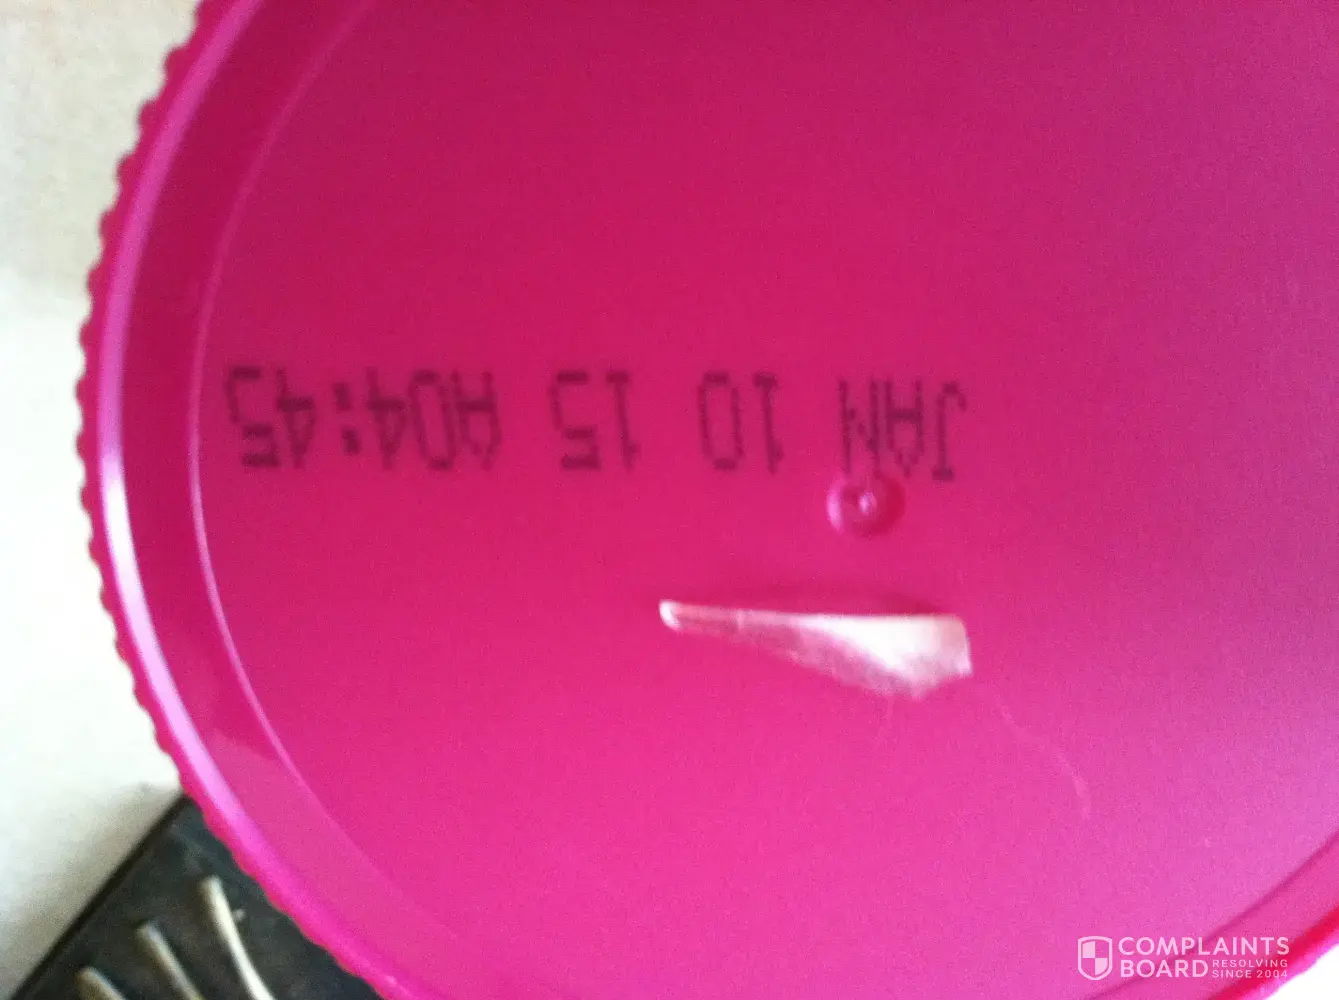 JAN 10 15 A04:45
COMPLAINTS
BOARD RESOLVING
SINCE 2004